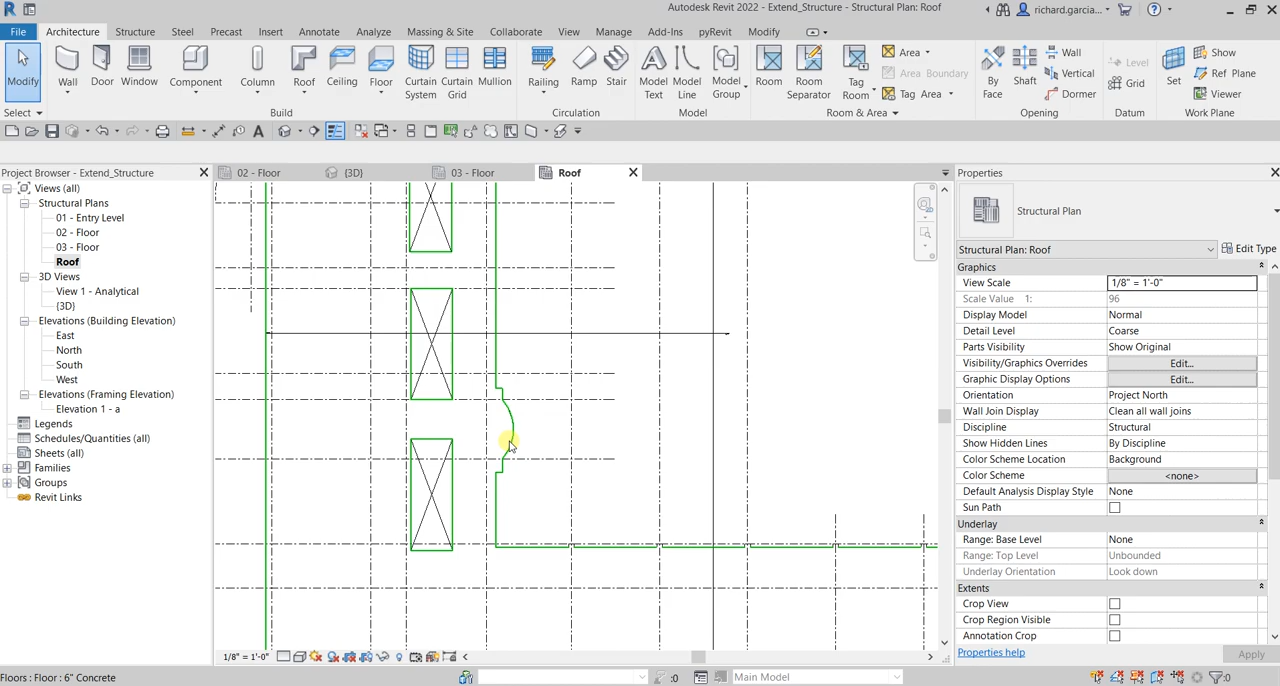 Autodesk Revit 2022 - Extend_Structure - Structural Plan: Roof
richard.garcia...
File Architecture Structure Steel Precast Insert Annotate Analyze Massing & Site Collaborate View Manage Add-Ins pyRevit Modify
Modify Wall Door Window Component Column Roof Ceiling Floor Curtain System Curtain Grid Mullion Railing Ramp Stair Model Text Model Line Model Group Room Room Separator Tag Room Area Area Boundary Tag Area By Face Shaft Wall Vertical Dormer Level Grid Set Show Ref Plane Viewer
Select Build Circulation Model Room & Area Opening Datum Work Plane
Project Browser - Extend_Structure
02 - Floor {3D} 03 - Floor Roof
Views (all)
Structural Plans
01 - Entry Level
02 - Floor
03 - Floor
Roof
3D Views
View 1 - Analytical
{3D}
Elevations (Building Elevation)
East
North
South
West
Elevations (Framing Elevation)
Elevation 1 - a
Legends
Schedules/Quantities (all)
Sheets (all)
Families
Groups
Revit Links
Properties
Structural Plan
Structural Plan: Roof Edit Type
Graphics
View Scale 1/8" = 1'-0"
Scale Value 1: 96
Display Model Normal
Detail Level Coarse
Parts Visibility Show Original
Visibility/Graphics Overrides Edit...
Graphic Display Options Edit...
Orientation Project North
Wall Join Display Clean all wall joins
Discipline Structural
Show Hidden Lines By Discipline
Color Scheme Location Background
Color Scheme <none>
Default Analysis Display Style None
Sun Path
Underlay
Range: Base Level None
Range: Top Level Unbounded
Underlay Orientation Look down
Extents
Crop View
Crop Region Visible
Annotation Crop
Properties help Apply
1/8" = 1'-0"
Floors : Floor : 6" Concrete
:0 Main Model :0